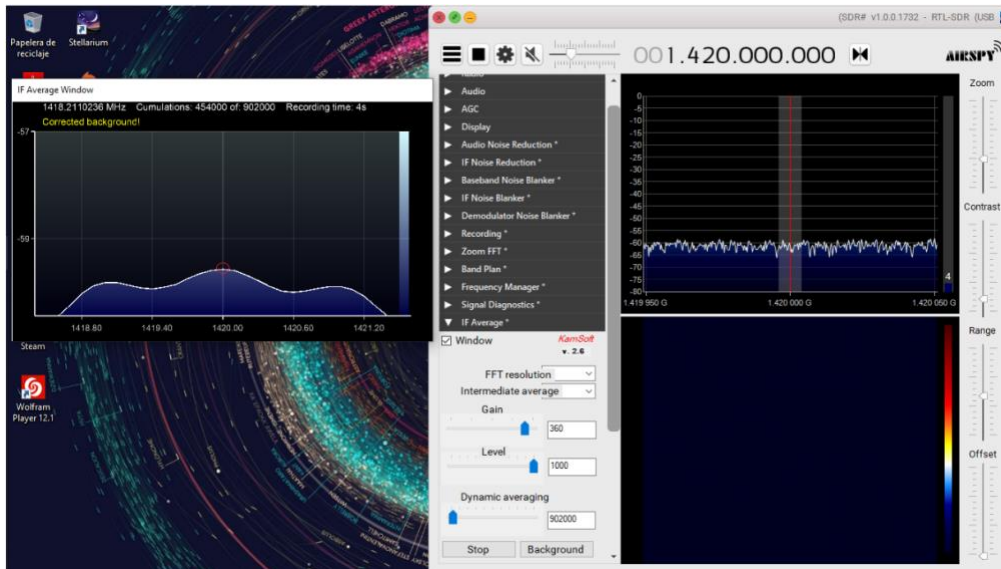 Papelera de
reciclaje
Stellarium
GREEK ASTER
LISELOTTE
DABRAMO
Steam
Wolfram
Player 12.1
IF Average Window
1418.2110236 MHz Cumulations: 454000 of: 902000 Recording time: 4s
Corrected background!
-57
-59
1418.80 1419.40 1420.00 1420.60 1421.20
(SDR# v1.0.0.1732 - RTL-SDR (USB
001.420.000.000
AIRSPY
Audio
Audio
AGC
Display
Audio Noise Reduction *
IF Noise Reduction *
Baseband Noise Blanker *
IF Noise Blanker *
Demodulator Noise Blanker *
Recording *
Zoom FFT *
Band Plan *
Frequency Manager *
Signal Diagnostics *
IF Average *
Window
KamSoft
v. 2.6
FFT resolution
Intermediate average
Gain
360
Level
1000
Dynamic averaging
902000
Stop Background
0
-5
-10
-15
-20
-25
-30
-35
-40
-45
-50
-55
-60
-65
-70
-75
-80
4
1.419 950 G 1.420 000 G 1.420 050 G
Zoom
Contrast
Range
Offset